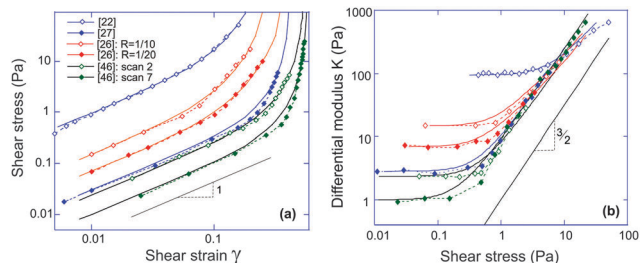 Shear stress (Pa)
10
1
0.1
0.01
[22]
[27]
[26]: R=1/10
[26]: R=1/20
[46]: scan 2
[46]: scan 7
1
(a)
0.01
0.1
Shear strain γ
Differential modulus K (Pa)
1000
100
10
1
3/2
(b)
0.01
0.1
1
10
100
Shear stress (Pa)